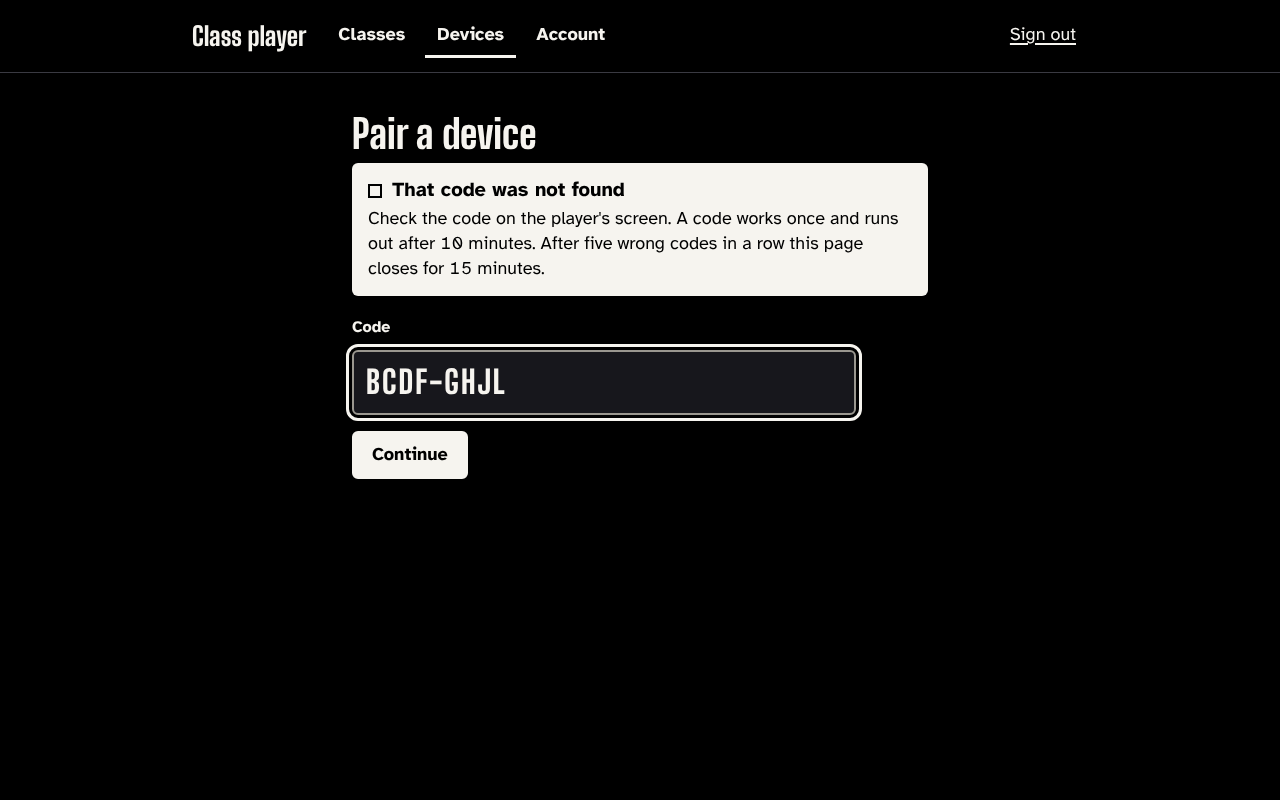 Class player
Classes
Devices
Account
Sign out
Pair a device
That code was not found
Check the code on the player's screen. A code works once and runs
out after 10 minutes. After five wrong codes in a row this page
closes for 15 minutes.
Code
BCDF-GHJL
Continue